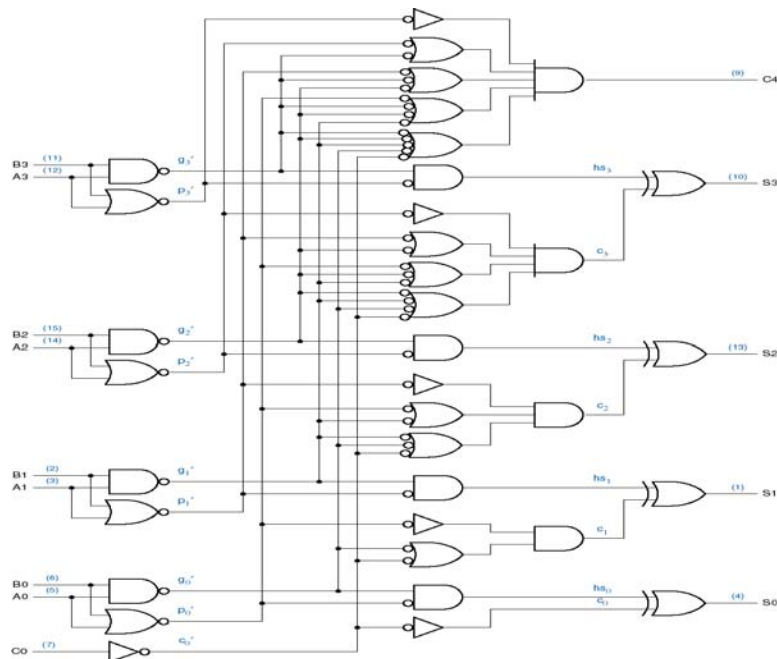 (9)
C4
B3 (11)
g3'
A3 (12)
hs3
p3'
(10)
S3
c3
B2 (15)
g2'
A2 (14)
hs2
p2'
(13)
S2
c2
B1 (2)
g1'
A1 (3)
hs1
p1'
(1)
S1
c1
B0 (6)
g0'
A0 (5)
hs0
p0'
c0
(4)
S0
c0'
C0 (7)